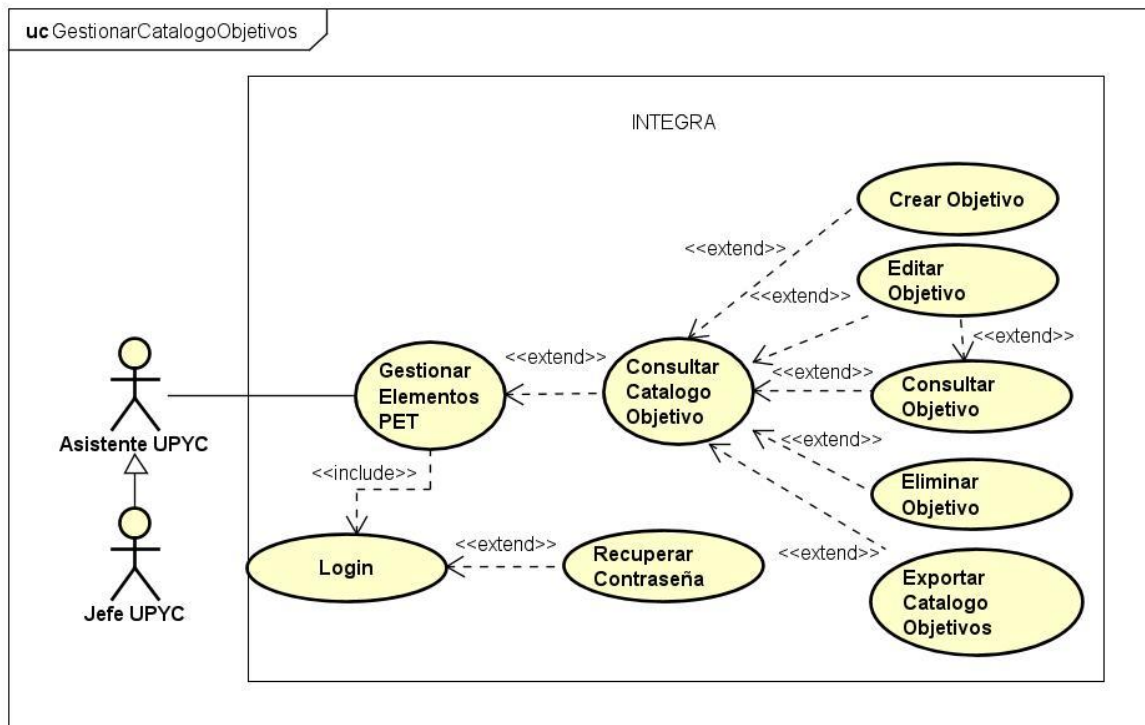 uc GestionarCatalogoObjetivos
INTEGRA
Crear Objetivo
<<extend>>
Editar
Objetivo
<<extend>>
<<extend>>
<<extend>>
Gestionar
Elementos
PET
Consultar
Catalogo
Objetivo
<<extend>>
Consultar
Objetivo
Asistente UPYC
<<extend>>
<<include>>
Eliminar
Objetivo
<<extend>>
Login
<<extend>>
Recuperar
Contraseña
Exportar
Catalogo
Objetivos
Jefe UPYC